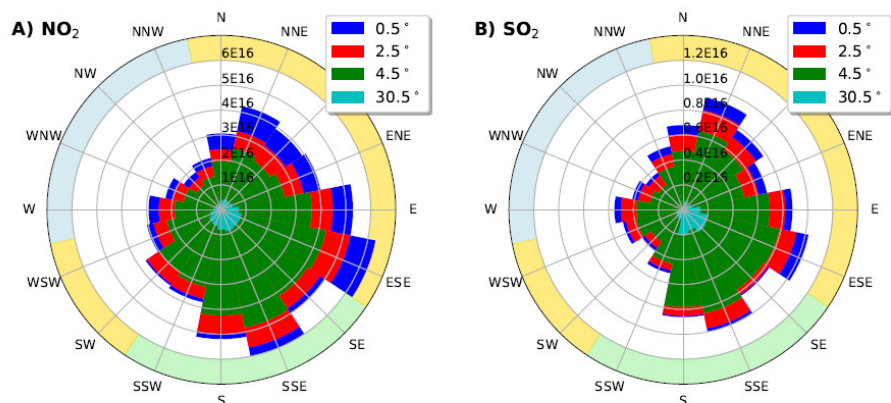 A) NO₂
N
NNE
ENE
E
ESE
SE
SSE
S
SSW
SW
WSW
W
WNW
NW
NNW
6E16
5E16
4E16
3E16
2E16
1E16
0.5°
2.5°
4.5°
30.5°
B) SO₂
N
NNE
ENE
E
ESE
SE
SSE
S
SSW
SW
WSW
W
WNW
NW
NNW
1.2E16
1.0E16
0.8E16
0.6E16
0.4E16
0.2E16
0.5°
2.5°
4.5°
30.5°